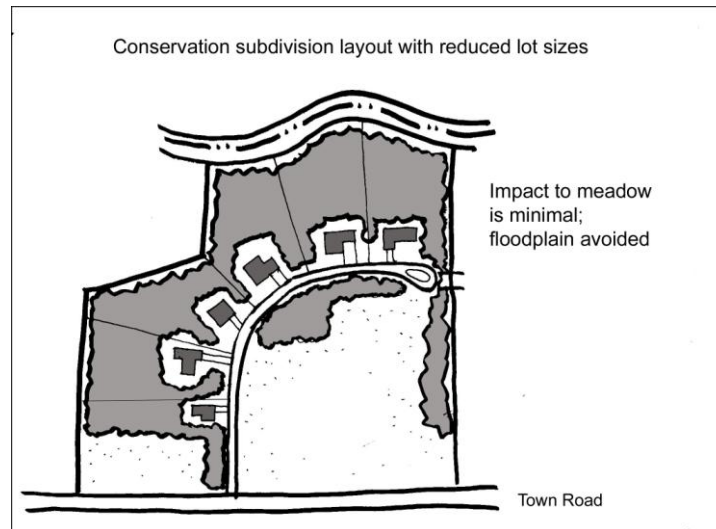 Conservation subdivision layout with reduced lot sizes
Impact to meadow
is minimal;
floodplain avoided
Town Road